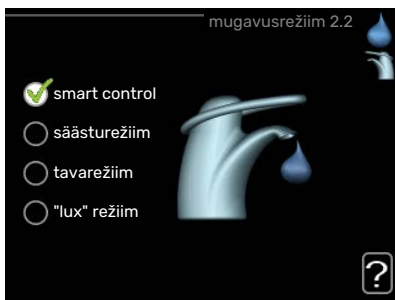 mugavusrežiim 2.2
smart control
säästurežiim
tavarežiim
"lux" režiim
?